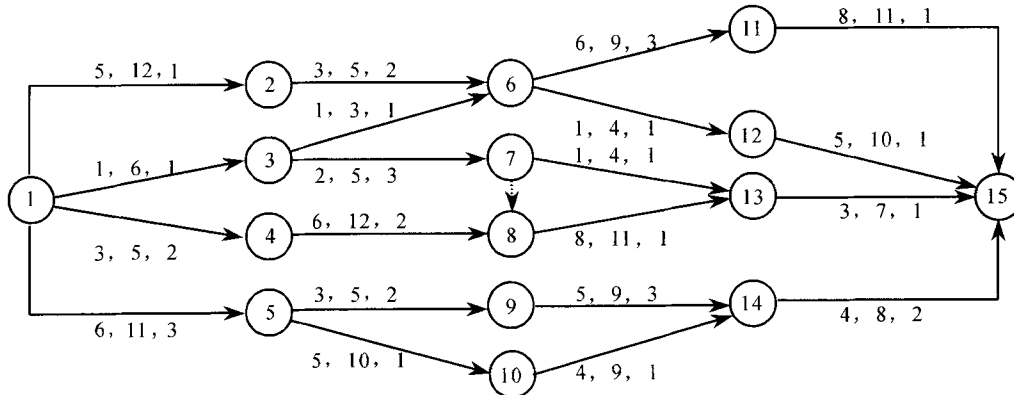 11
8, 11, 1
6, 9, 3
5, 12, 1
2
3, 5, 2
6
1, 3, 1
1, 4, 1
12
5, 10, 1
1, 6, 1
3
2, 5, 3
7
1, 4, 1
13
3, 7, 1
15
1
3, 5, 2
4
6, 12, 2
8
8, 11, 1
6, 11, 3
5
3, 5, 2
9
5, 9, 3
14
4, 8, 2
5, 10, 1
10
4, 9, 1